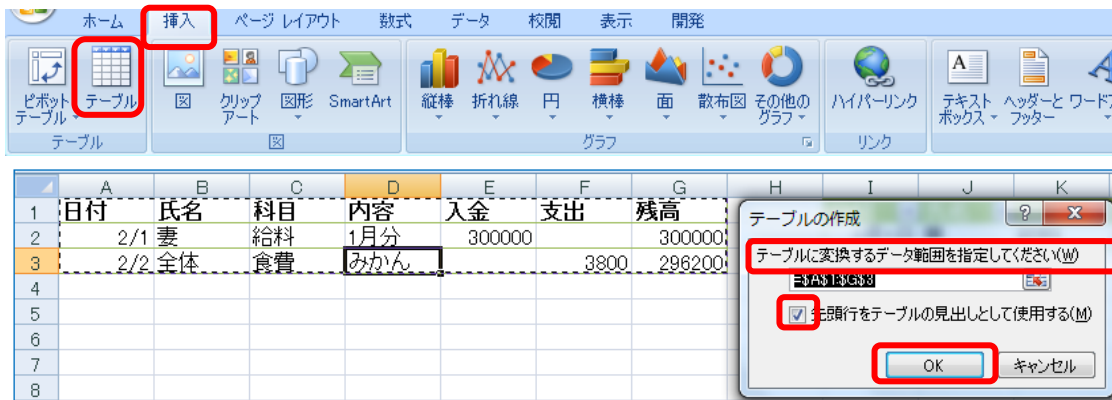 ホーム 挿入 ページ レイアウト 数式 データ 校閲 表示 開発
ピボット テーブル 図 クリップ 図形 SmartArt 縦棒 折れ線 円 横棒 面 散布図 その他の ハイパーリンク テキスト ヘッダーと
テーブル アート グラフ ボックス フッター
テーブル 図 グラフ リンク
A B C D E F G H I J K
1 日付 氏名 科目 内容 入金 支出 残高
2 2/1 妻 給料 1月分 300000 300000
3 2/2 全体 食費 みかん 3800 296200
4
5
6
7
8
テーブルの作成
テーブルに変換するデータ範囲を指定してください(W)
=$A$1:$G$3
先頭行をテーブルの見出しとして使用する(M)
OK キャンセル